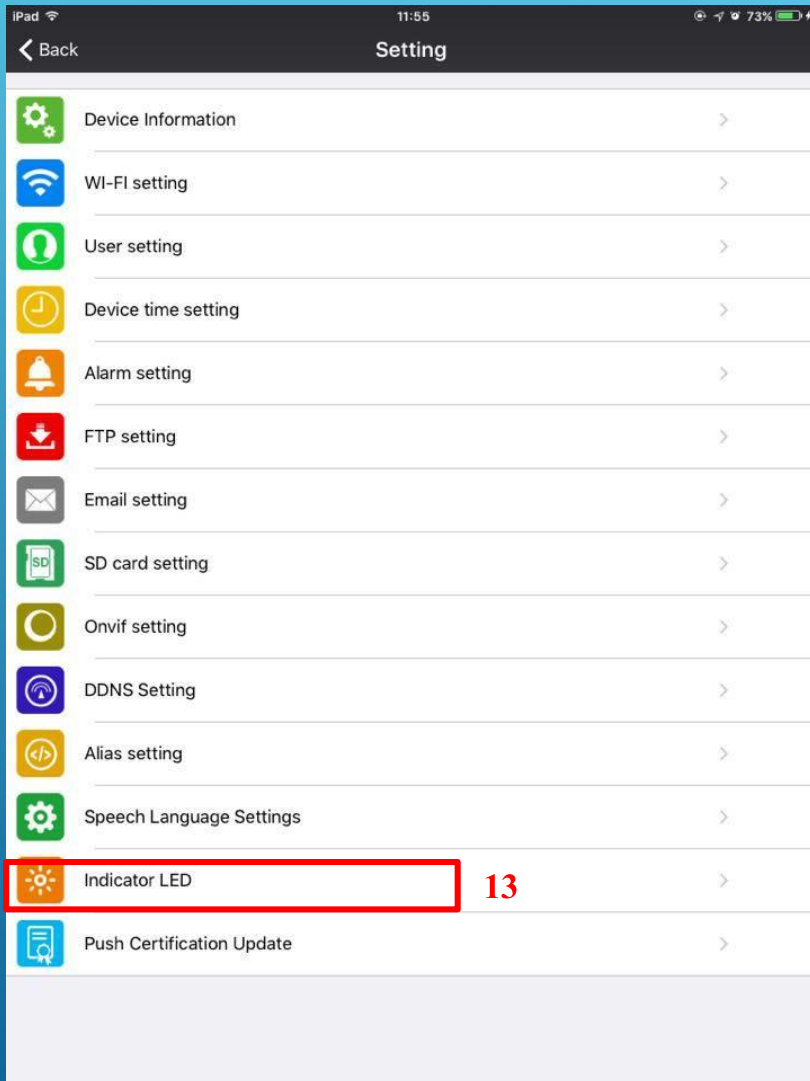 iPad 11:55 73%
Back Setting
Device Information
WI-FI setting
User setting
Device time setting
Alarm setting
FTP setting
Email setting
SD SD card setting
Onvif setting
DDNS Setting
</> Alias setting
Speech Language Settings
Indicator LED 13
Push Certification Update